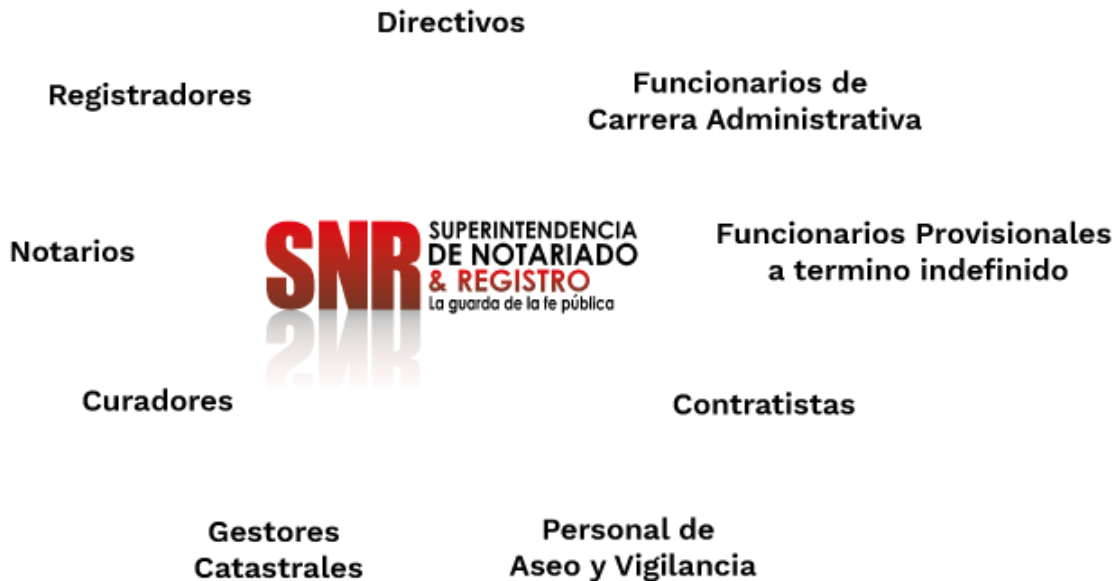 Directivos
Registradores
Funcionarios de
Carrera Administrativa
Notarios
SNR
SUPERINTENDENCIA
DE NOTARIADO
& REGISTRO
La guarda de la fe pública
Funcionarios Provisionales
a termino indefinido
Curadores
Contratistas
Gestores
Catastrales
Personal de
Aseo y Vigilancia